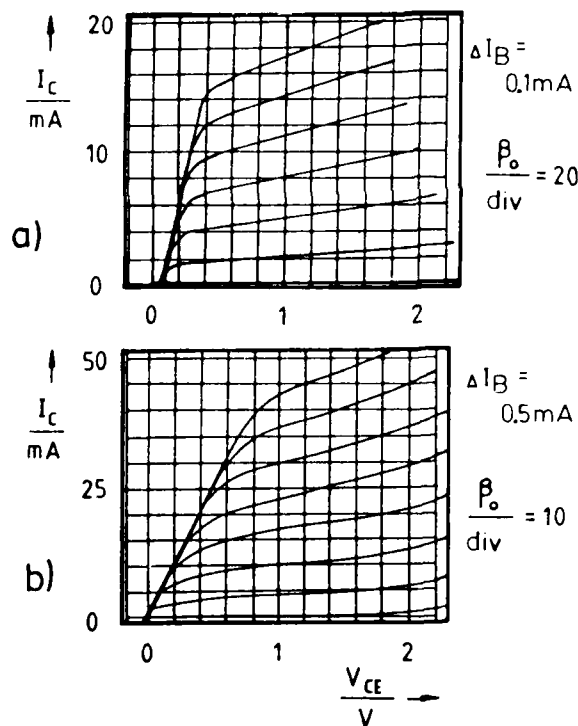 20
I_C
mA
10
a)
0
0 1 2
ΔI_B =
0.1mA
β_o
div = 20
50
I_C
mA
25
b)
0
0 1 2
ΔI_B =
0.5mA
β_o
div = 10
V_CE
V